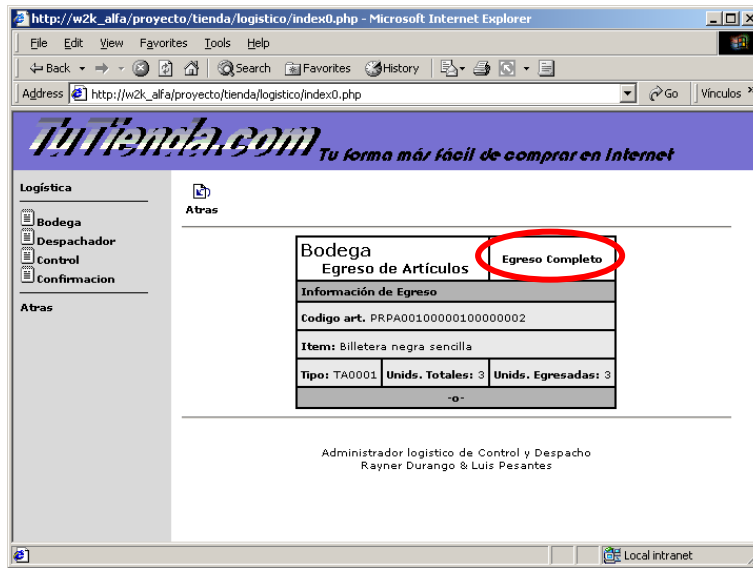 http://w2k_alfa/proyecto/tienda/logistico/index0.php - Microsoft Internet Explorer
File Edit View Favorites Tools Help
Back Search Favorites History
Address http://w2k_alfa/proyecto/tienda/logistico/index0.php Go Vínculos »
TuTienda.com Tu forma más fácil de comprar en Internet
Logística
Bodega
Despachador
Control
Confirmacion
Atras
Atras
Bodega
Egreso de Artículos
Egreso Completo
Información de Egreso
Codigo art. PRPA00100000100000002
Item: Billetera negra sencilla
Tipo: TA0001 Unids. Totales: 3 Unids. Egresadas: 3
-o-
Administrador logistico de Control y Despacho
Rayner Durango & Luis Pesantes
Local intranet